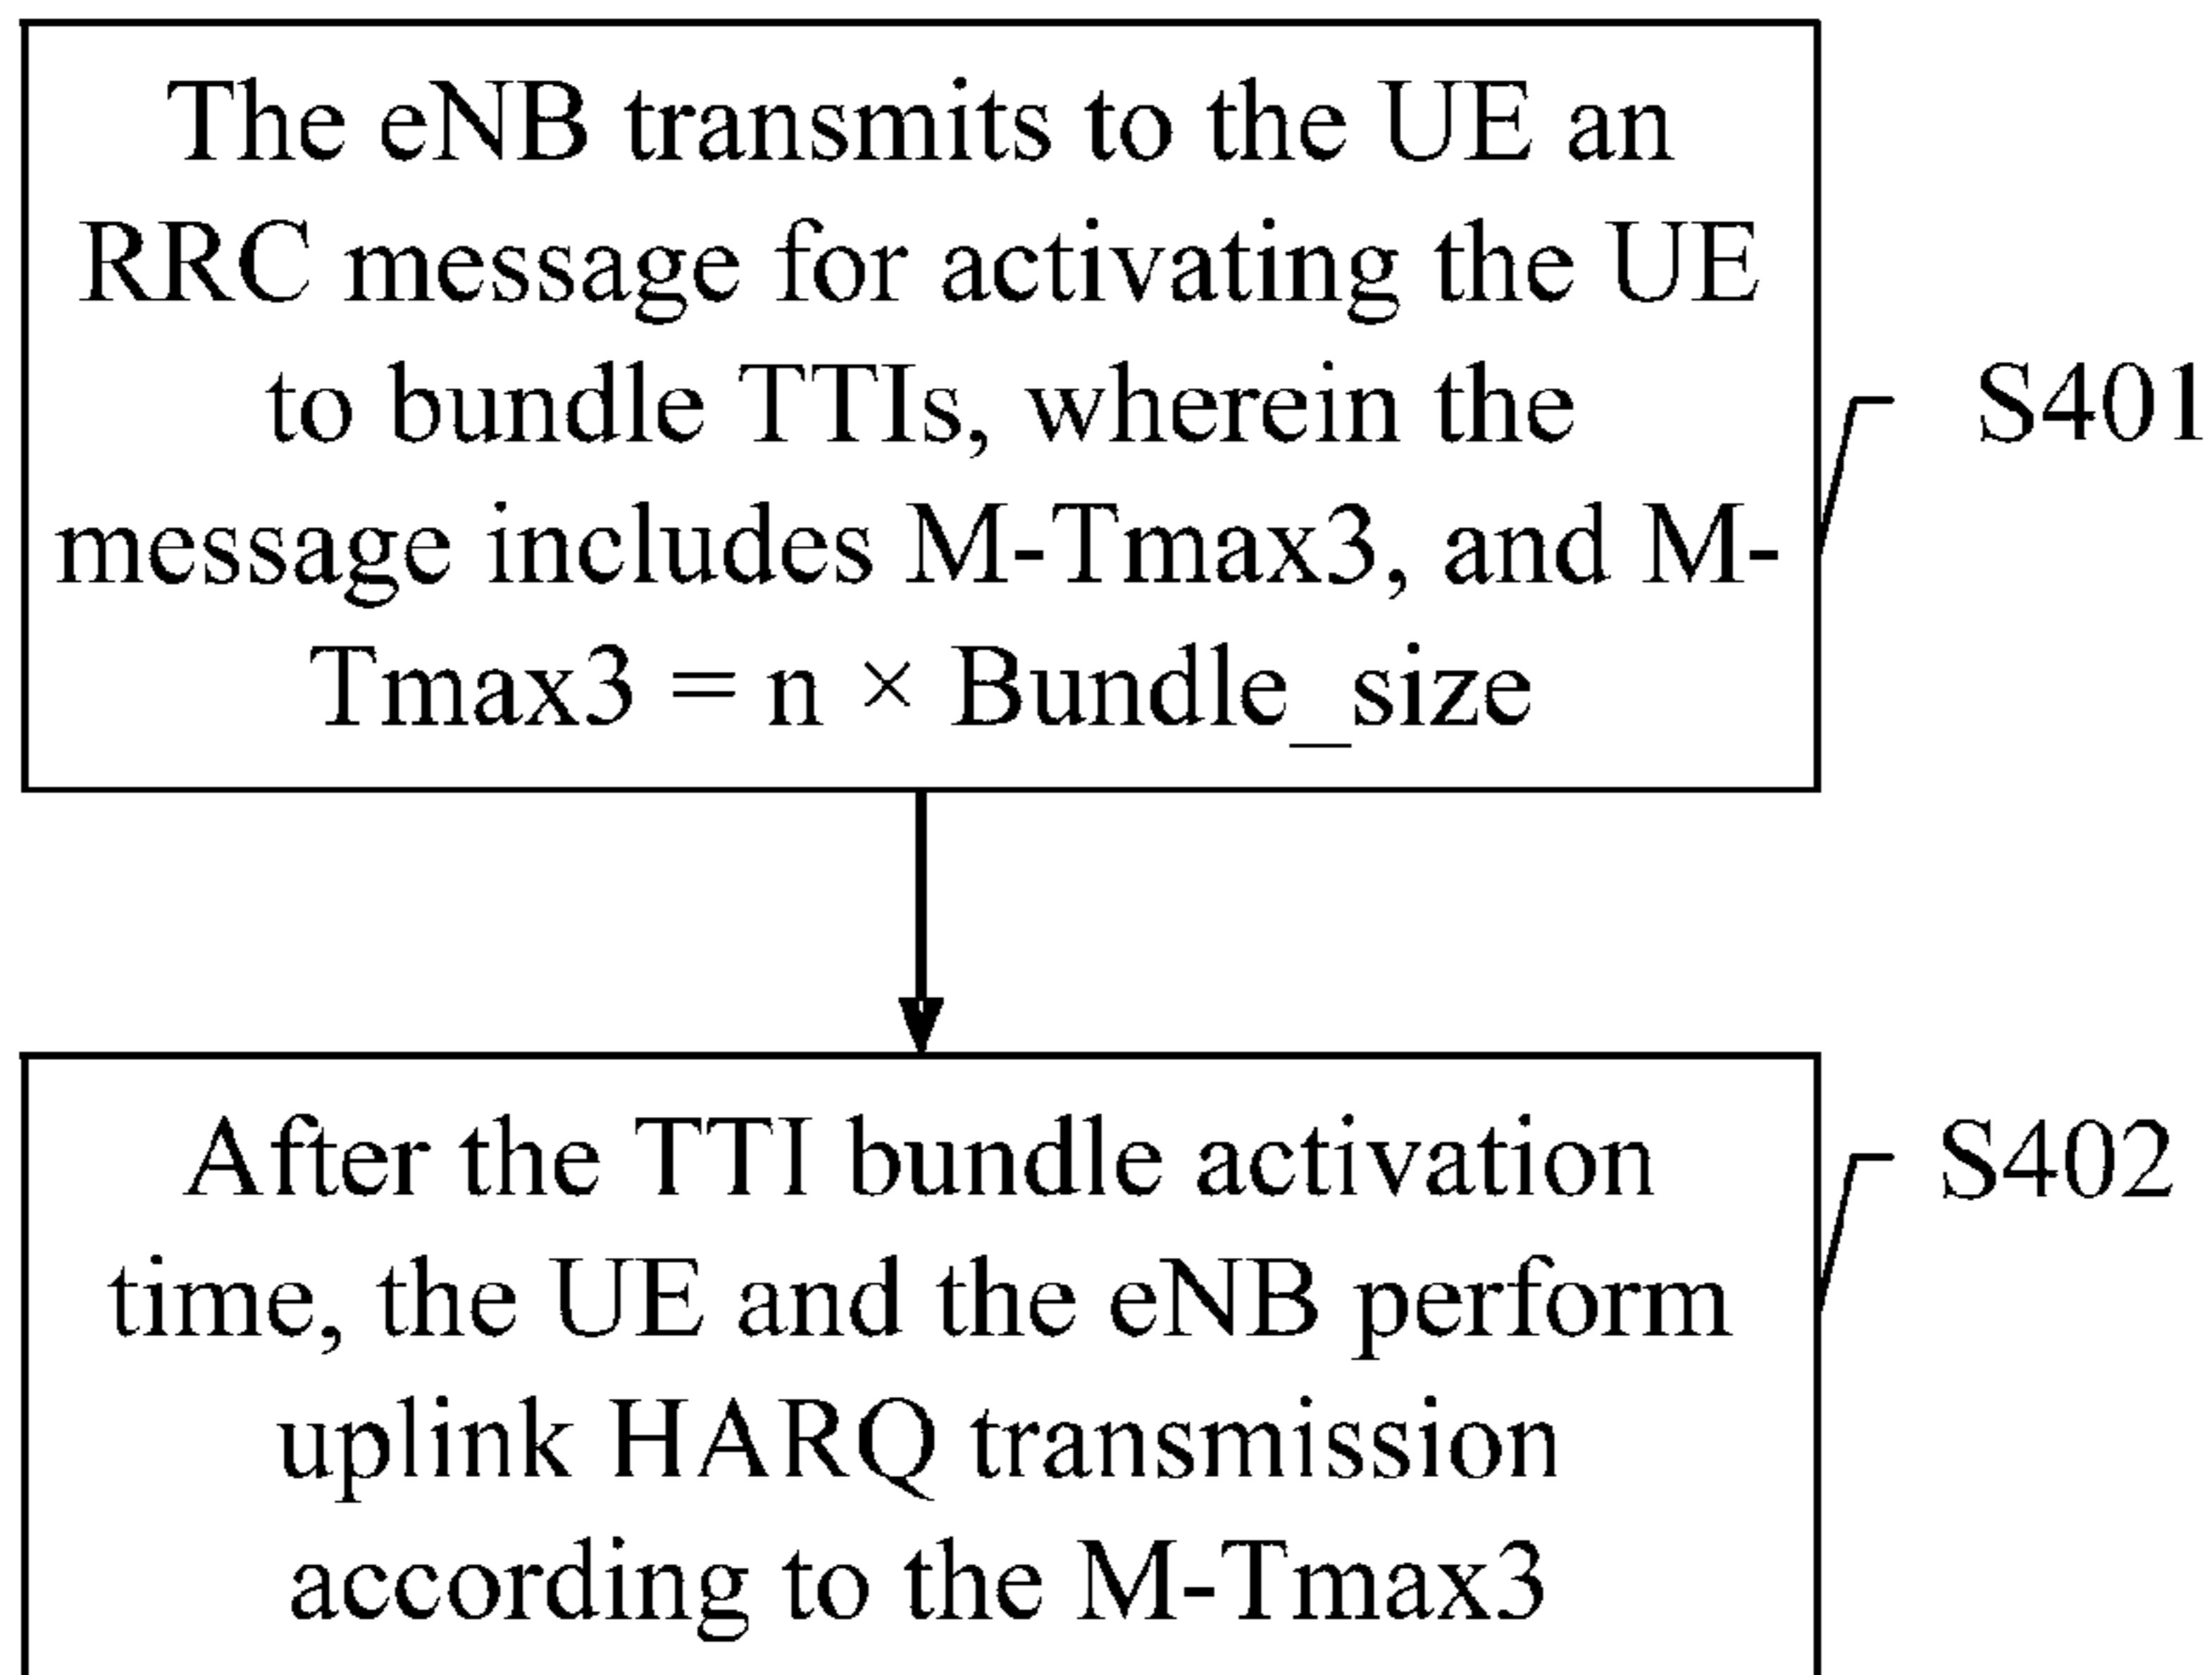 The eNB transmits to the UE an
RRC message for activating the UE
to bundle TTIs, wherein the
message includes M-Tmax3, and M-
Tmax3 = n × Bundle_size
S401
After the TTI bundle activation
time, the UE and the eNB perform
uplink HARQ transmission
according to the M-Tmax3
S402